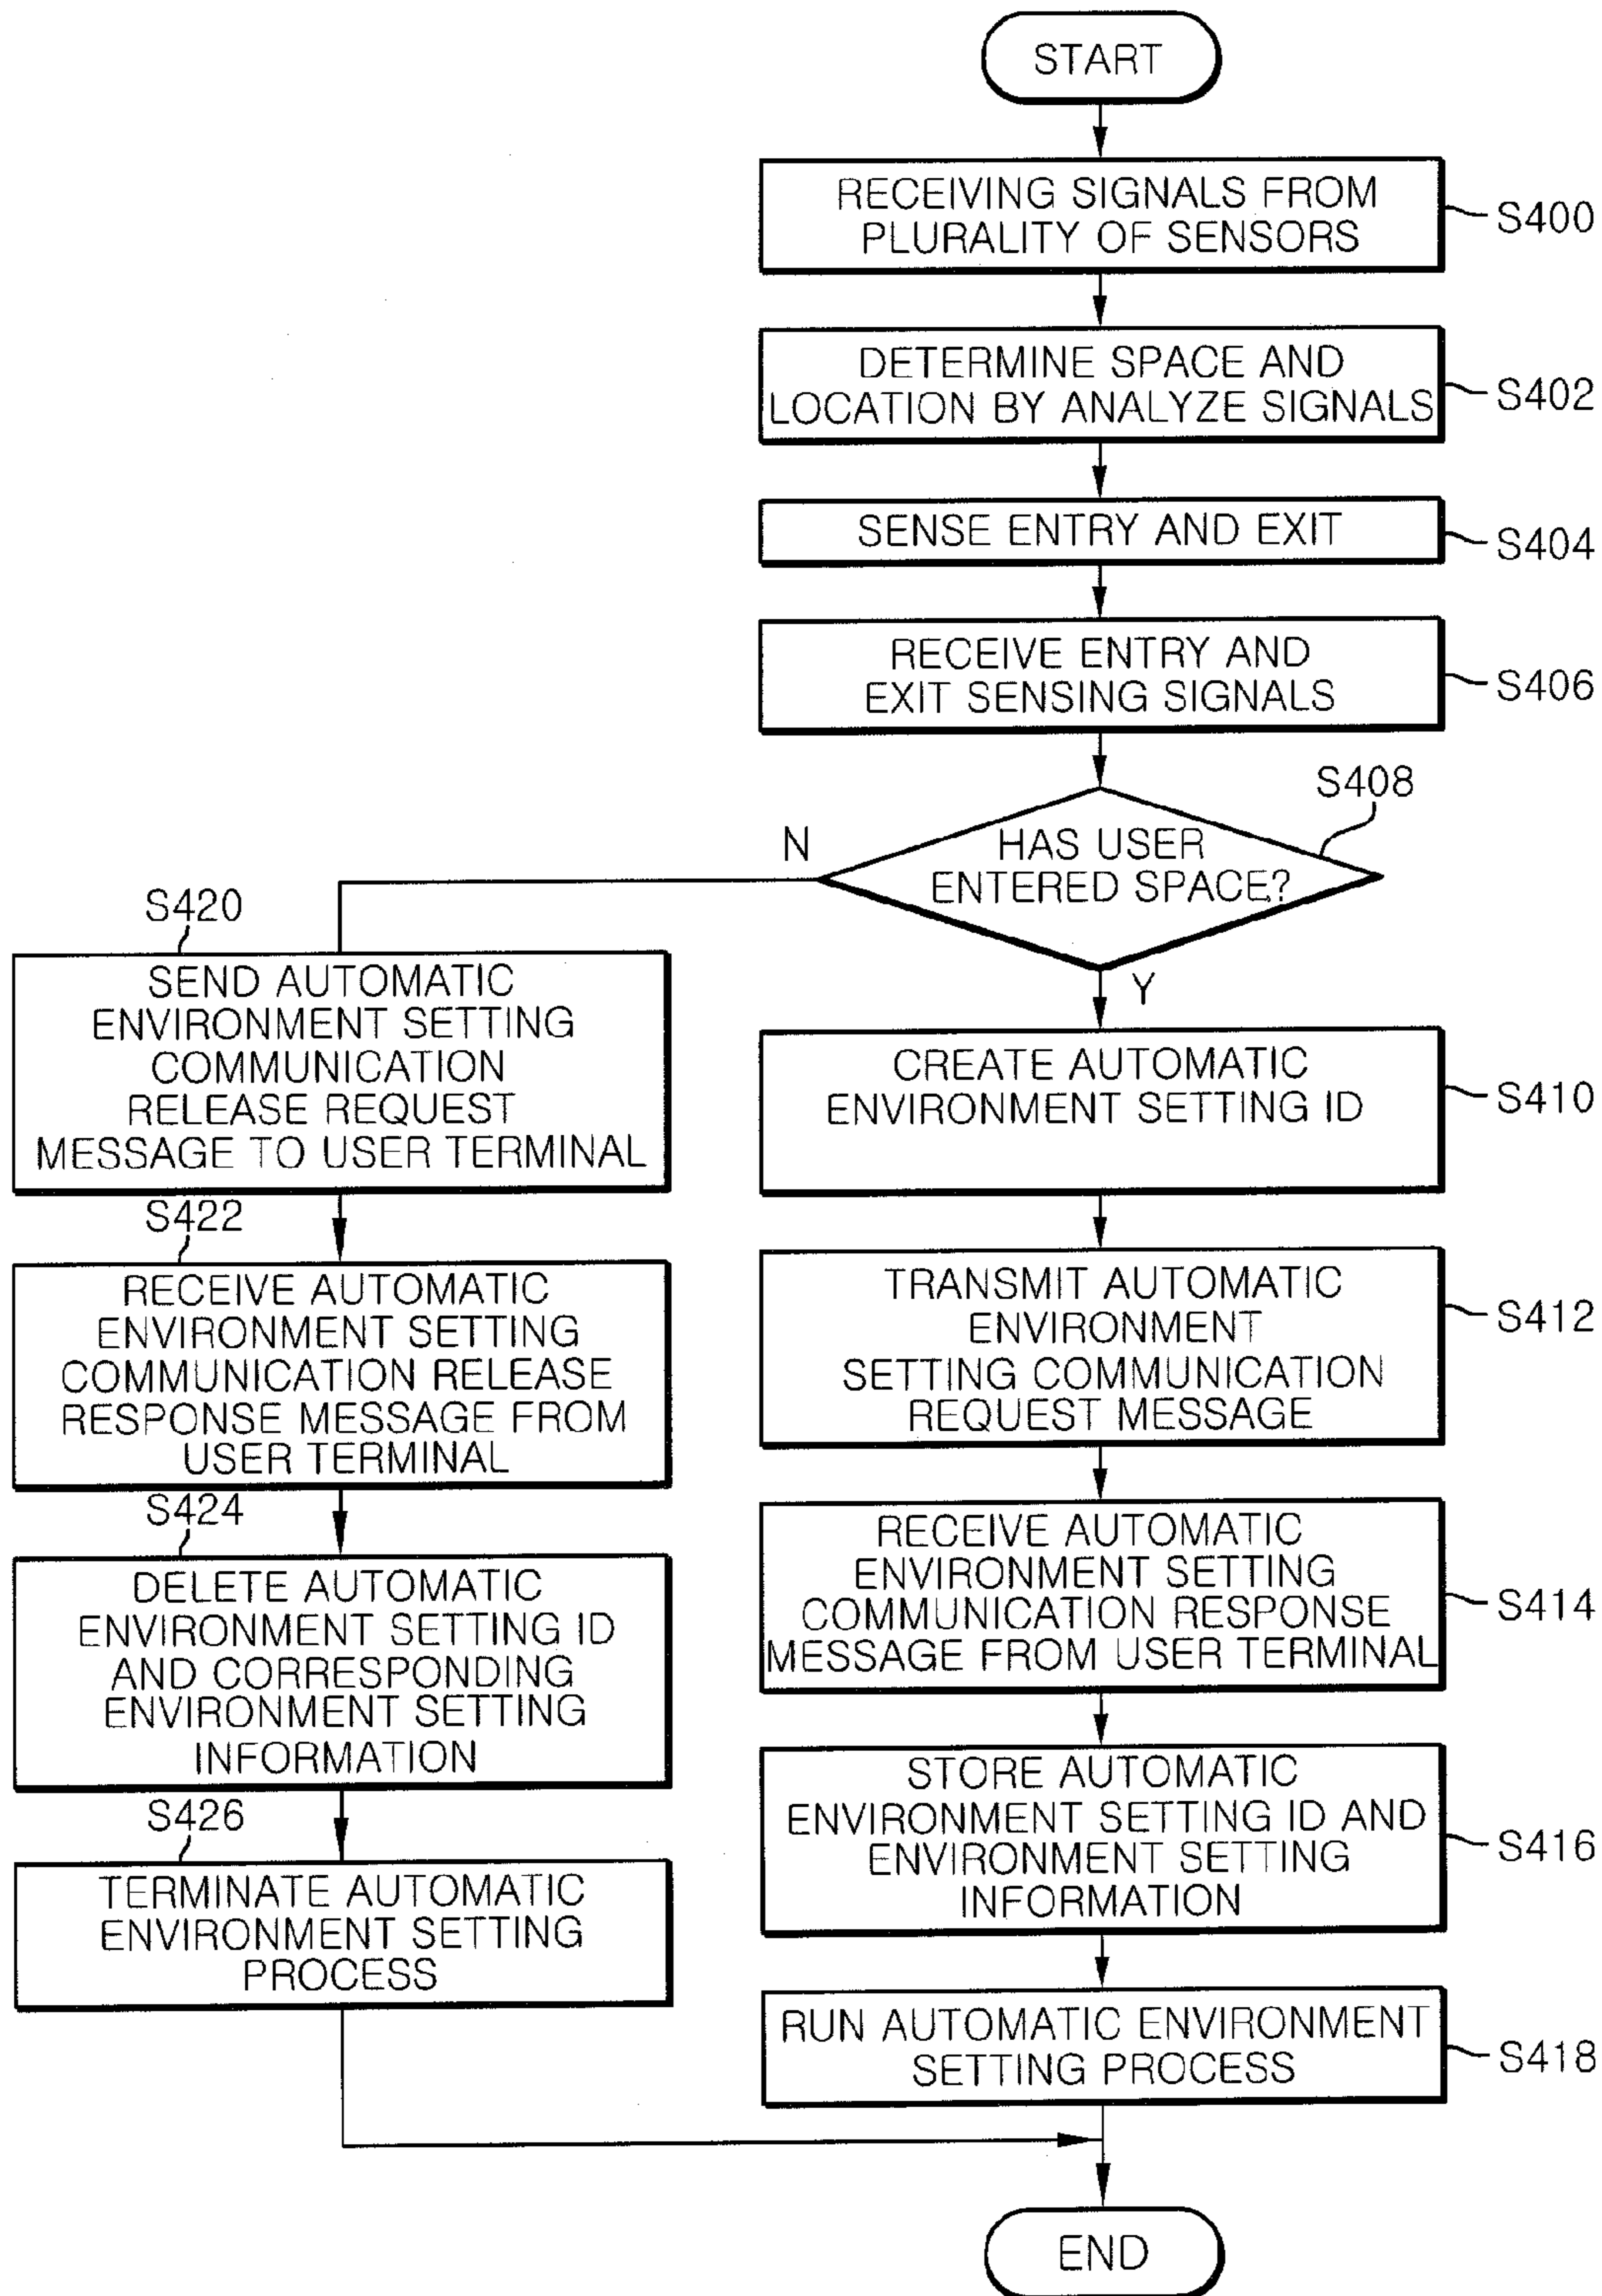 START
RECEIVING SIGNALS FROM
PLURALITY OF SENSORS
S400
DETERMINE SPACE AND
LOCATION BY ANALYZE SIGNALS
S402
SENSE ENTRY AND EXIT
S404
RECEIVE ENTRY AND
EXIT SENSING SIGNALS
S406
HAS USER
ENTERED SPACE?
S408
N
Y
S420
SEND AUTOMATIC
ENVIRONMENT SETTING
COMMUNICATION
RELEASE REQUEST
MESSAGE TO USER TERMINAL
S422
RECEIVE AUTOMATIC
ENVIRONMENT SETTING
COMMUNICATION RELEASE
RESPONSE MESSAGE FROM
USER TERMINAL
S424
DELETE AUTOMATIC
ENVIRONMENT SETTING ID
AND CORRESPONDING
ENVIRONMENT SETTING
INFORMATION
S426
TERMINATE AUTOMATIC
ENVIRONMENT SETTING
PROCESS
CREATE AUTOMATIC
ENVIRONMENT SETTING ID
S410
TRANSMIT AUTOMATIC
ENVIRONMENT
SETTING COMMUNICATION
REQUEST MESSAGE
S412
RECEIVE AUTOMATIC
ENVIRONMENT SETTING
COMMUNICATION RESPONSE
MESSAGE FROM USER TERMINAL
S414
STORE AUTOMATIC
ENVIRONMENT SETTING ID AND
ENVIRONMENT SETTING
INFORMATION
S416
RUN AUTOMATIC ENVIRONMENT
SETTING PROCESS
S418
END